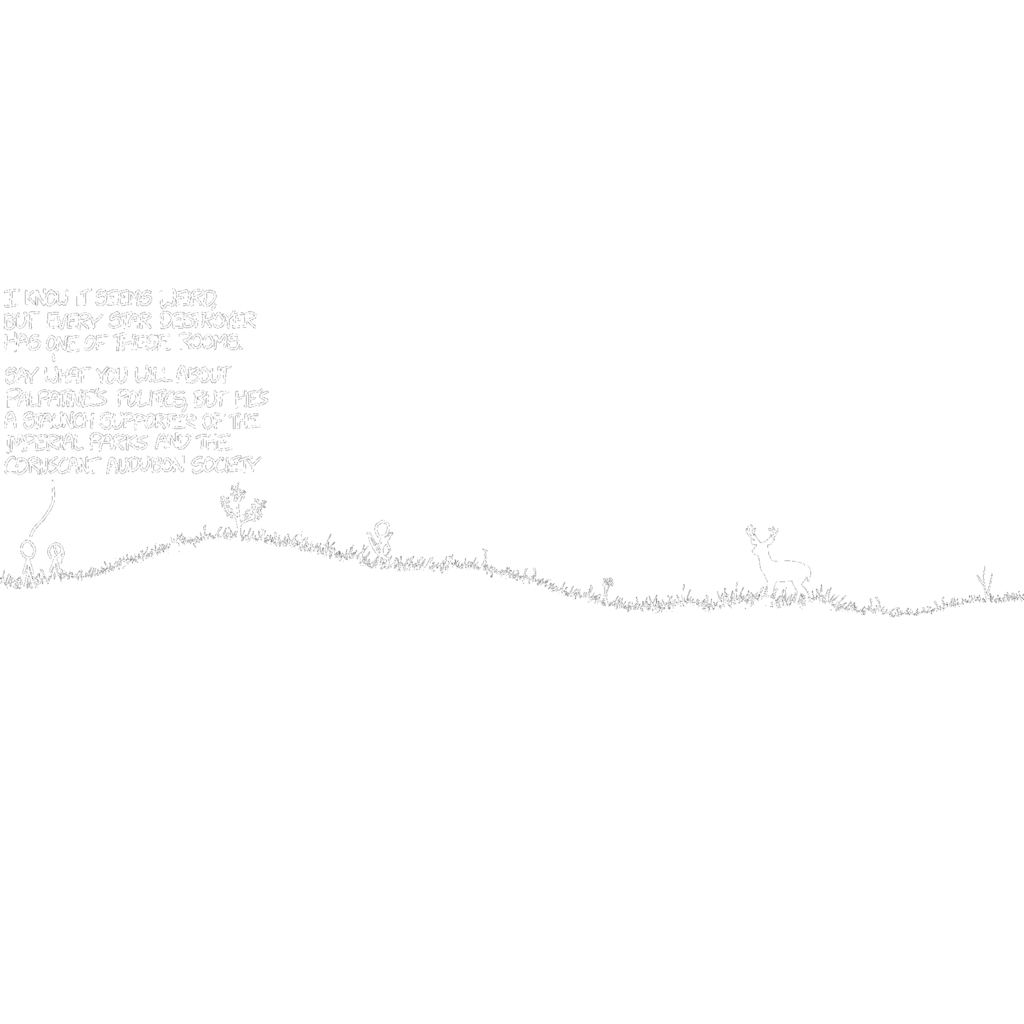 I KNOW IT SEEMS WEIRD,
BUT EVERY STAR DESTROYER
HAS ONE OF THESE ROOMS.
SAY WHAT YOU WILL ABOUT
PALPATINE'S POLITICS, BUT HE'S
A STAUNCH SUPPORTER OF THE
IMPERIAL PARKS AND THE
CORUSCANT AUDUBON SOCIETY